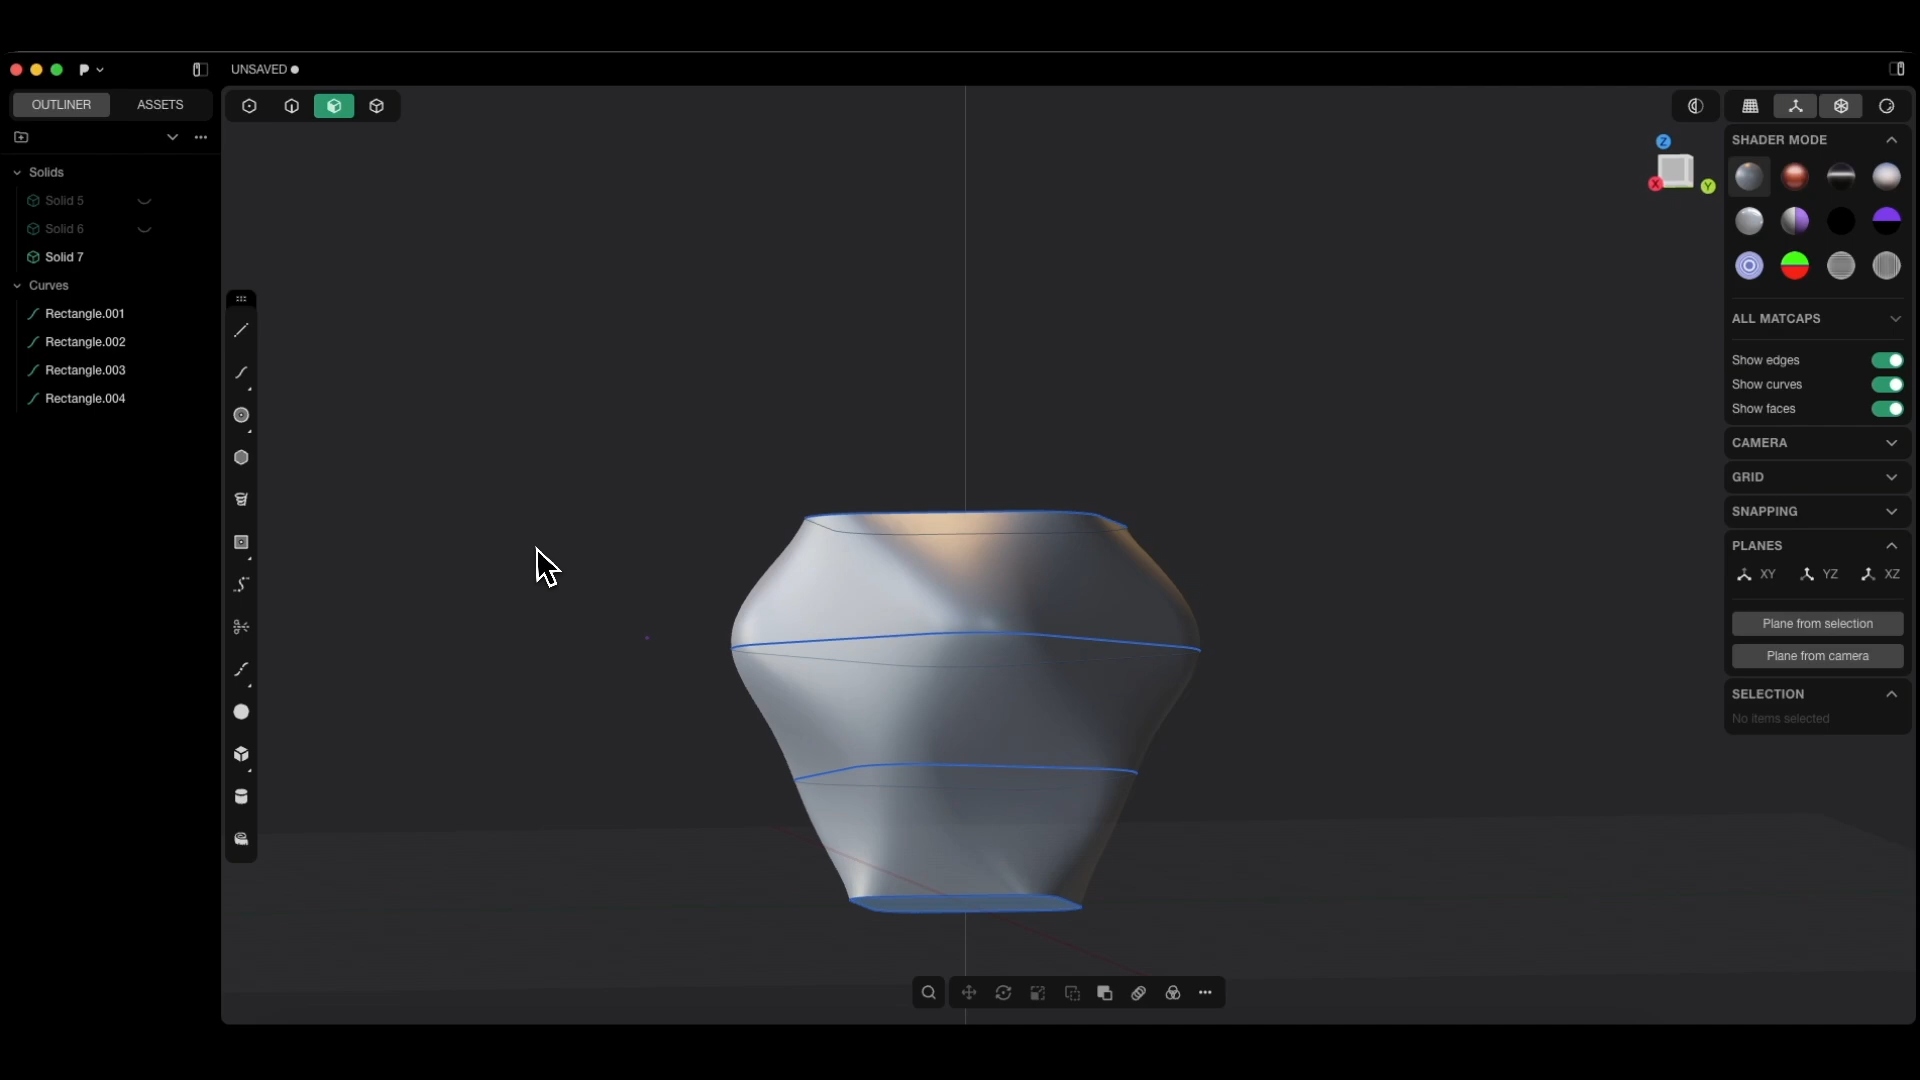 UNSAVED
OUTLINER
ASSETS
Solids
Solid 5
Solid 6
Solid 7
Curves
Rectangle.001
Rectangle.002
Rectangle.003
Rectangle.004
Z
X
Y
SHADER MODE
ALL MATCAPS
Show edges
Show curves
Show faces
CAMERA
GRID
SNAPPING
PLANES
XY
YZ
XZ
Plane from selection
Plane from camera
SELECTION
No items selected